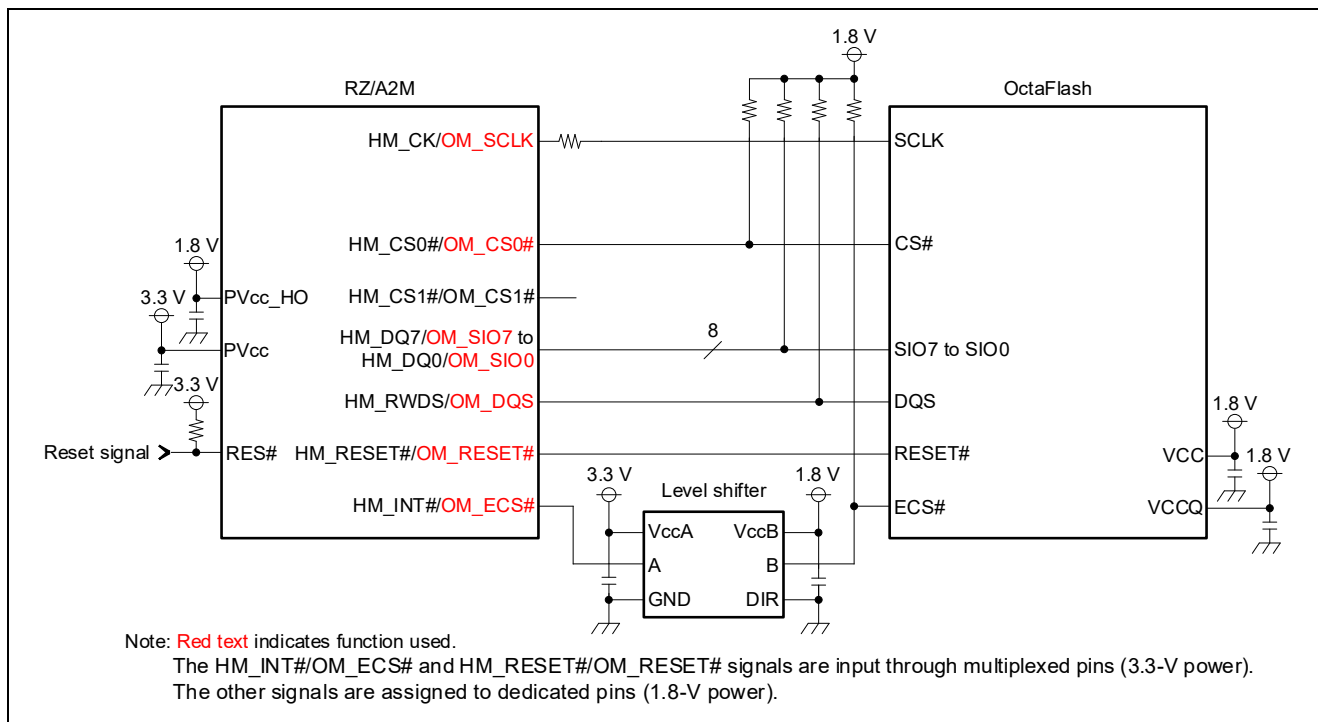 1.8 V
RZ/A2M
OctaFlash
HM_CK/OM_SCLK
SCLK
HM_CS0#/OM_CS0#
CS#
1.8 V
PVcc_HO
HM_CS1#/OM_CS1#
3.3 V
PVcc
HM_DQ7/OM_SIO7 to
HM_DQ0/OM_SIO0
8
SIO7 to SIO0
3.3 V
HM_RWDS/OM_DQS
DQS
Reset signal
RES#
HM_RESET#/OM_RESET#
RESET#
1.8 V
VCC
1.8 V
HM_INT#/OM_ECS#
3.3 V
Level shifter
1.8 V
ECS#
VCCQ
VccA
VccB
A
B
GND
DIR
Note: Red text indicates function used.
The HM_INT#/OM_ECS# and HM_RESET#/OM_RESET# signals are input through multiplexed pins (3.3-V power).
The other signals are assigned to dedicated pins (1.8-V power).